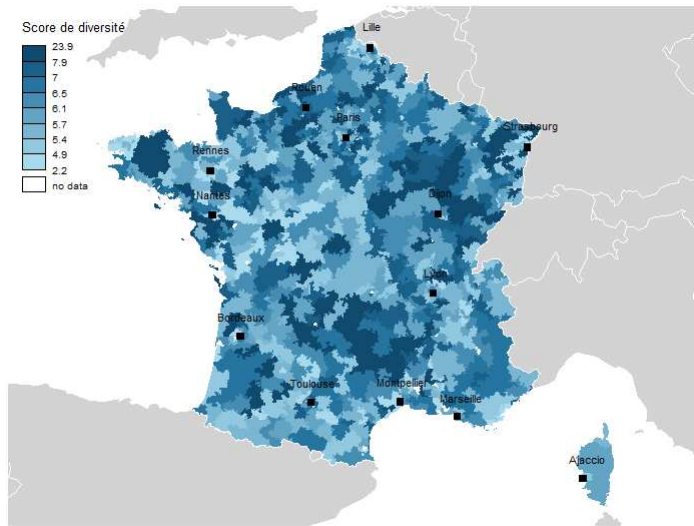 Score de diversité
23.9
7.9
7
6.5
6.1
5.7
5.4
4.9
2.2
no data
Lille
Rouen
Paris
Strasbourg
Rennes
Nantes
Dijon
Lyon
Bordeaux
Toulouse
Montpellier
Marseille
Ajaccio